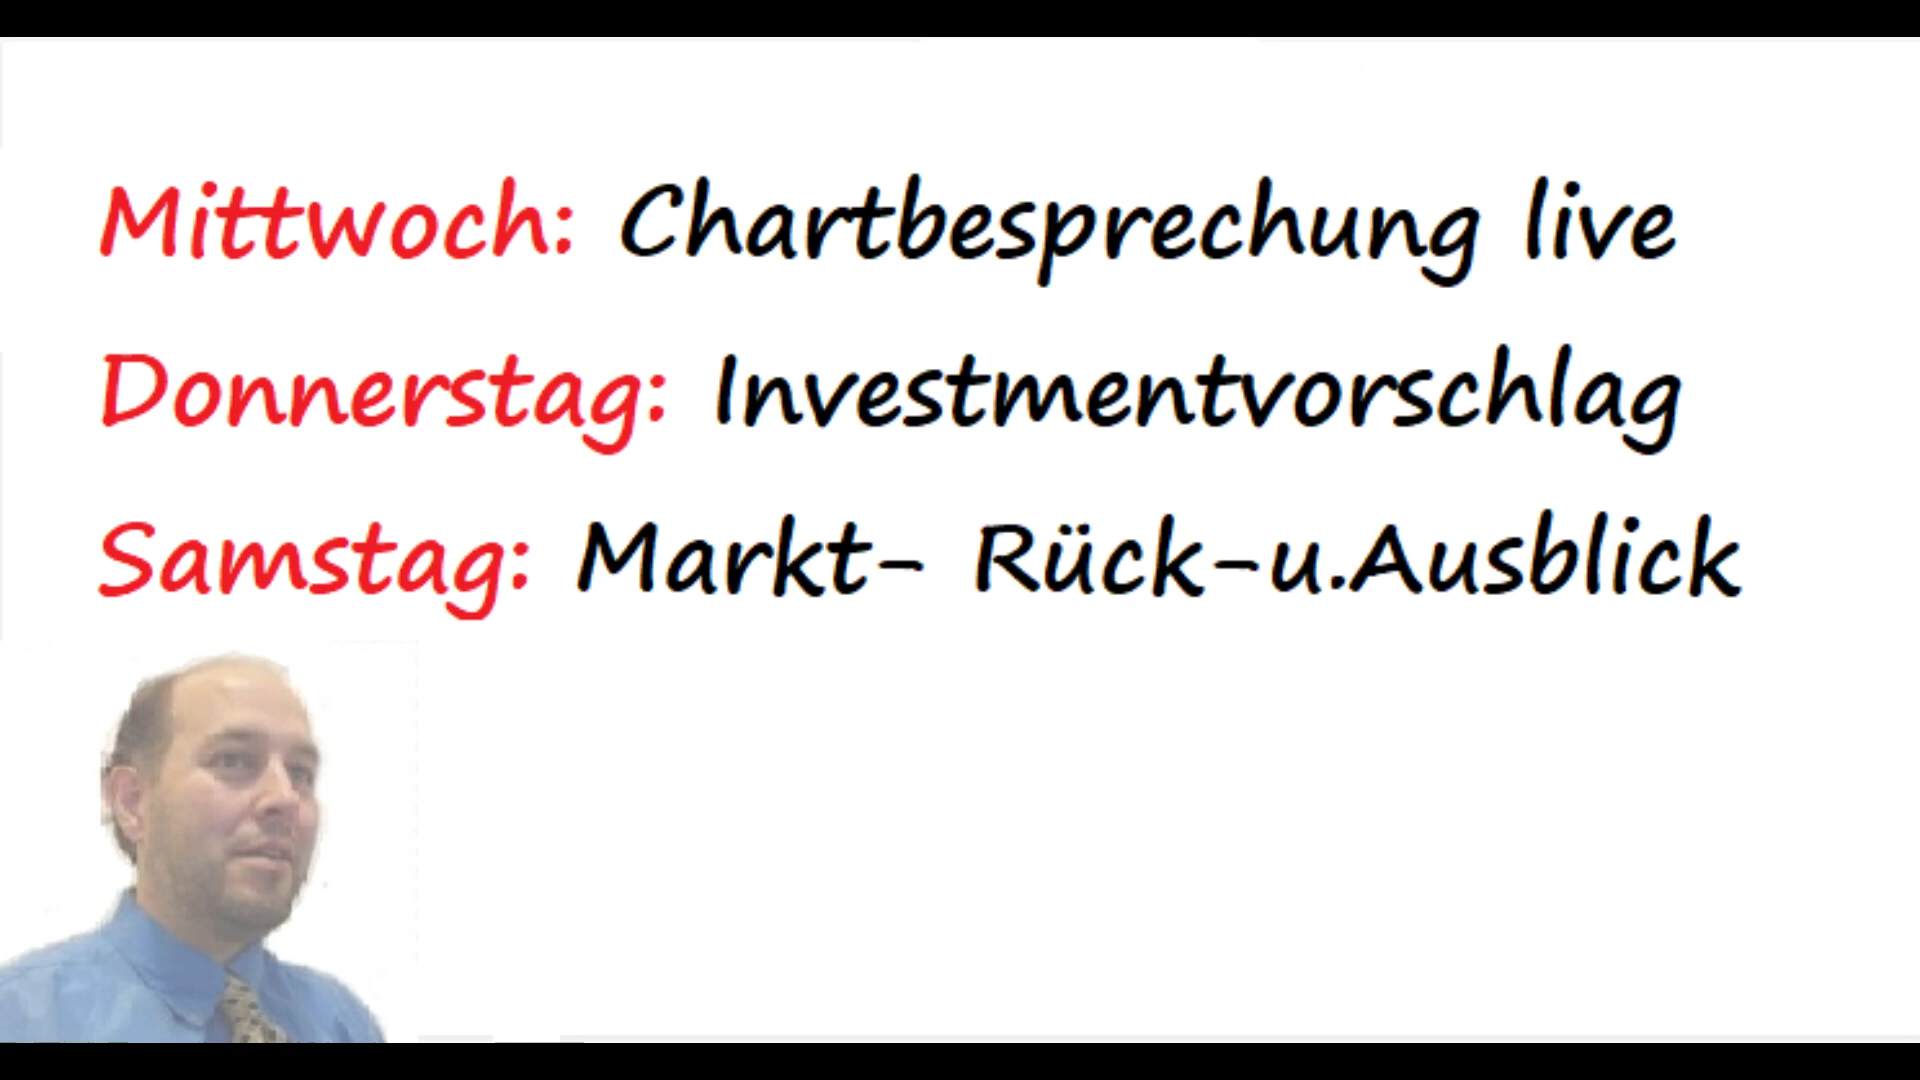 Mittwoch: Chartbesprechung live
Donnerstag: Investmentvorschlag
Samstag: Markt- Rück-u.Ausblick